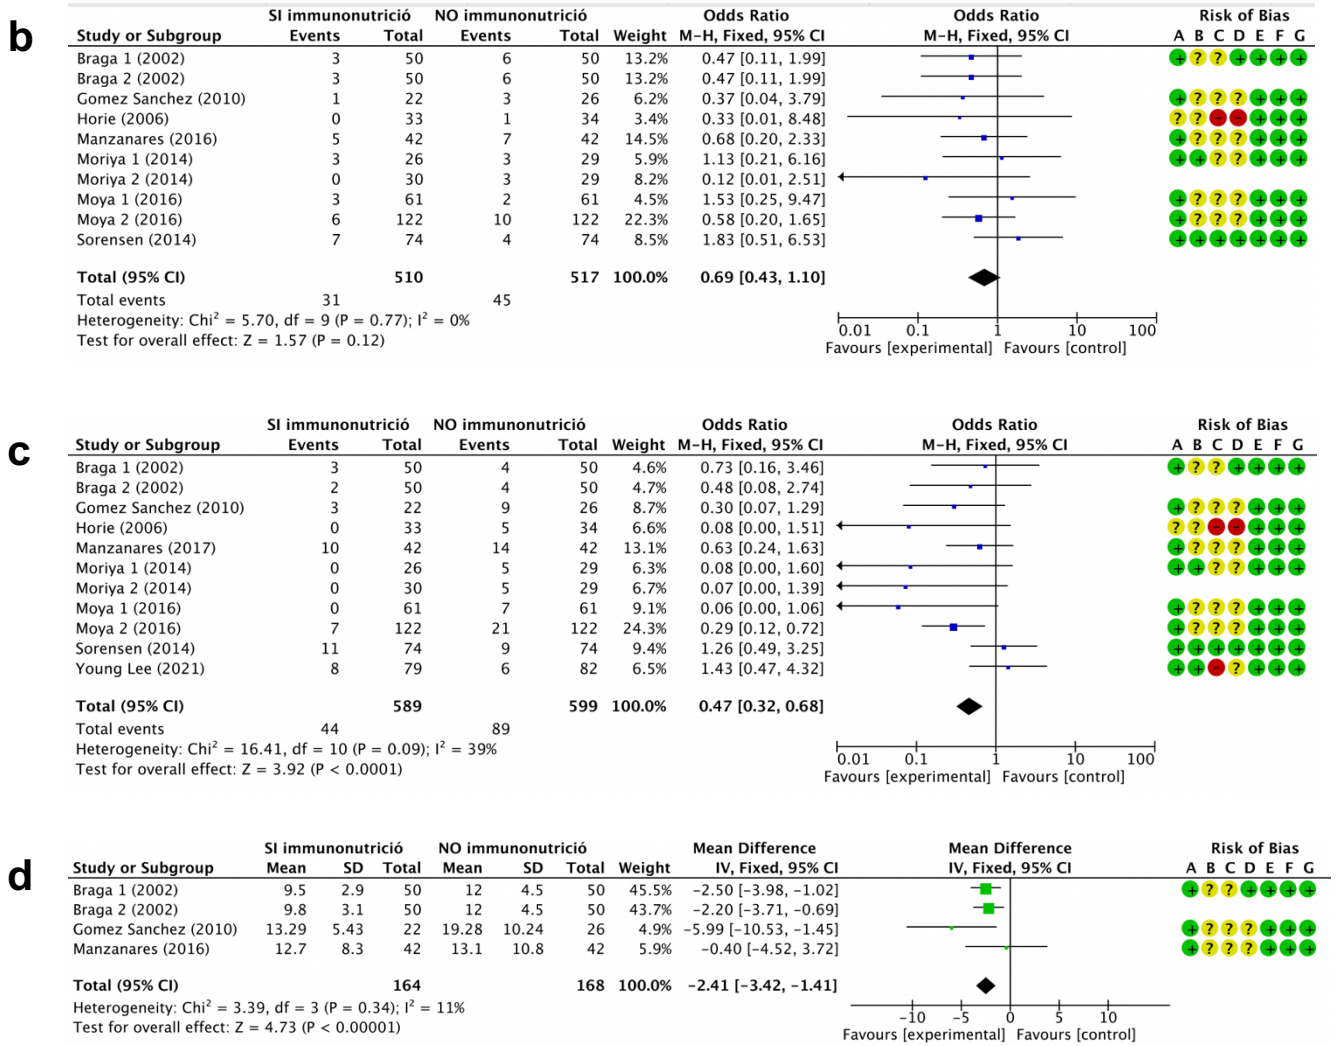 b
SI immunonutrició NO immunonutrició Odds Ratio Odds Ratio Risk of Bias
Study or Subgroup Events Total Events Total Weight M–H, Fixed, 95% CI M–H, Fixed, 95% CI A B C D E F G
Braga 1 (2002) 3 50 6 50 13.2% 0.47 [0.11, 1.99] + ? ? + + + +
Braga 2 (2002) 3 50 6 50 13.2% 0.47 [0.11, 1.99]
Gomez Sanchez (2010) 1 22 3 26 6.2% 0.37 [0.04, 3.79] + ? ? ? + + +
Horie (2006) 0 33 1 34 3.4% 0.33 [0.01, 8.48] ? ? – – + + +
Manzanares (2016) 5 42 7 42 14.5% 0.68 [0.20, 2.33] + ? ? ? + + +
Moriya 1 (2014) 3 26 3 29 5.9% 1.13 [0.21, 6.16] + + ? ? + + +
Moriya 2 (2014) 0 30 3 29 8.2% 0.12 [0.01, 2.51]
Moya 1 (2016) 3 61 2 61 4.5% 1.53 [0.25, 9.47] + ? ? ? + + +
Moya 2 (2016) 6 122 10 122 22.3% 0.58 [0.20, 1.65] + ? ? ? + + +
Sorensen (2014) 7 74 4 74 8.5% 1.83 [0.51, 6.53] + + + + + + +
Total (95% CI) 510 517 100.0% 0.69 [0.43, 1.10]
Total events 31 45
Heterogeneity: Chi² = 5.70, df = 9 (P = 0.77); I² = 0%
Test for overall effect: Z = 1.57 (P = 0.12)
0.01 0.1 1 10 100
Favours [experimental] Favours [control]
c
SI immunonutrició NO immunonutrició Odds Ratio Odds Ratio Risk of Bias
Study or Subgroup Events Total Events Total Weight M–H, Fixed, 95% CI M–H, Fixed, 95% CI A B C D E F G
Braga 1 (2002) 3 50 4 50 4.6% 0.73 [0.16, 3.46] + ? ? + + + +
Braga 2 (2002) 2 50 4 50 4.7% 0.48 [0.08, 2.74]
Gomez Sanchez (2010) 3 22 9 26 8.7% 0.30 [0.07, 1.29] + ? ? ? + + +
Horie (2006) 0 33 5 34 6.6% 0.08 [0.00, 1.51] ? ? – – + + +
Manzanares (2017) 10 42 14 42 13.1% 0.63 [0.24, 1.63] + ? ? ? + + +
Moriya 1 (2014) 0 26 5 29 6.3% 0.08 [0.00, 1.60] + + ? ? + + +
Moriya 2 (2014) 0 30 5 29 6.7% 0.07 [0.00, 1.39]
Moya 1 (2016) 0 61 7 61 9.1% 0.06 [0.00, 1.06] + ? ? ? + + +
Moya 2 (2016) 7 122 21 122 24.3% 0.29 [0.12, 0.72] + ? ? ? + + +
Sorensen (2014) 11 74 9 74 9.4% 1.26 [0.49, 3.25] + + + + + + +
Young Lee (2021) 8 79 6 82 6.5% 1.43 [0.47, 4.32] + + – ? + + +
Total (95% CI) 589 599 100.0% 0.47 [0.32, 0.68]
Total events 44 89
Heterogeneity: Chi² = 16.41, df = 10 (P = 0.09); I² = 39%
Test for overall effect: Z = 3.92 (P < 0.0001)
0.01 0.1 1 10 100
Favours [experimental] Favours [control]
d
SI immunonutrició NO immunonutrició Mean Difference Mean Difference Risk of Bias
Study or Subgroup Mean SD Total Mean SD Total Weight IV, Fixed, 95% CI IV, Fixed, 95% CI A B C D E F G
Braga 1 (2002) 9.5 2.9 50 12 4.5 50 45.5% –2.50 [–3.98, –1.02] + ? ? + + + +
Braga 2 (2002) 9.8 3.1 50 12 4.5 50 43.7% –2.20 [–3.71, –0.69]
Gomez Sanchez (2010) 13.29 5.43 22 19.28 10.24 26 4.9% –5.99 [–10.53, –1.45] + ? ? ? + + +
Manzanares (2016) 12.7 8.3 42 13.1 10.8 42 5.9% –0.40 [–4.52, 3.72] + ? ? ? + + +
Total (95% CI) 164 168 100.0% –2.41 [–3.42, –1.41]
Heterogeneity: Chi² = 3.39, df = 3 (P = 0.34); I² = 11%
Test for overall effect: Z = 4.73 (P < 0.00001)
–10 –5 0 5 10
Favours [experimental] Favours [control]